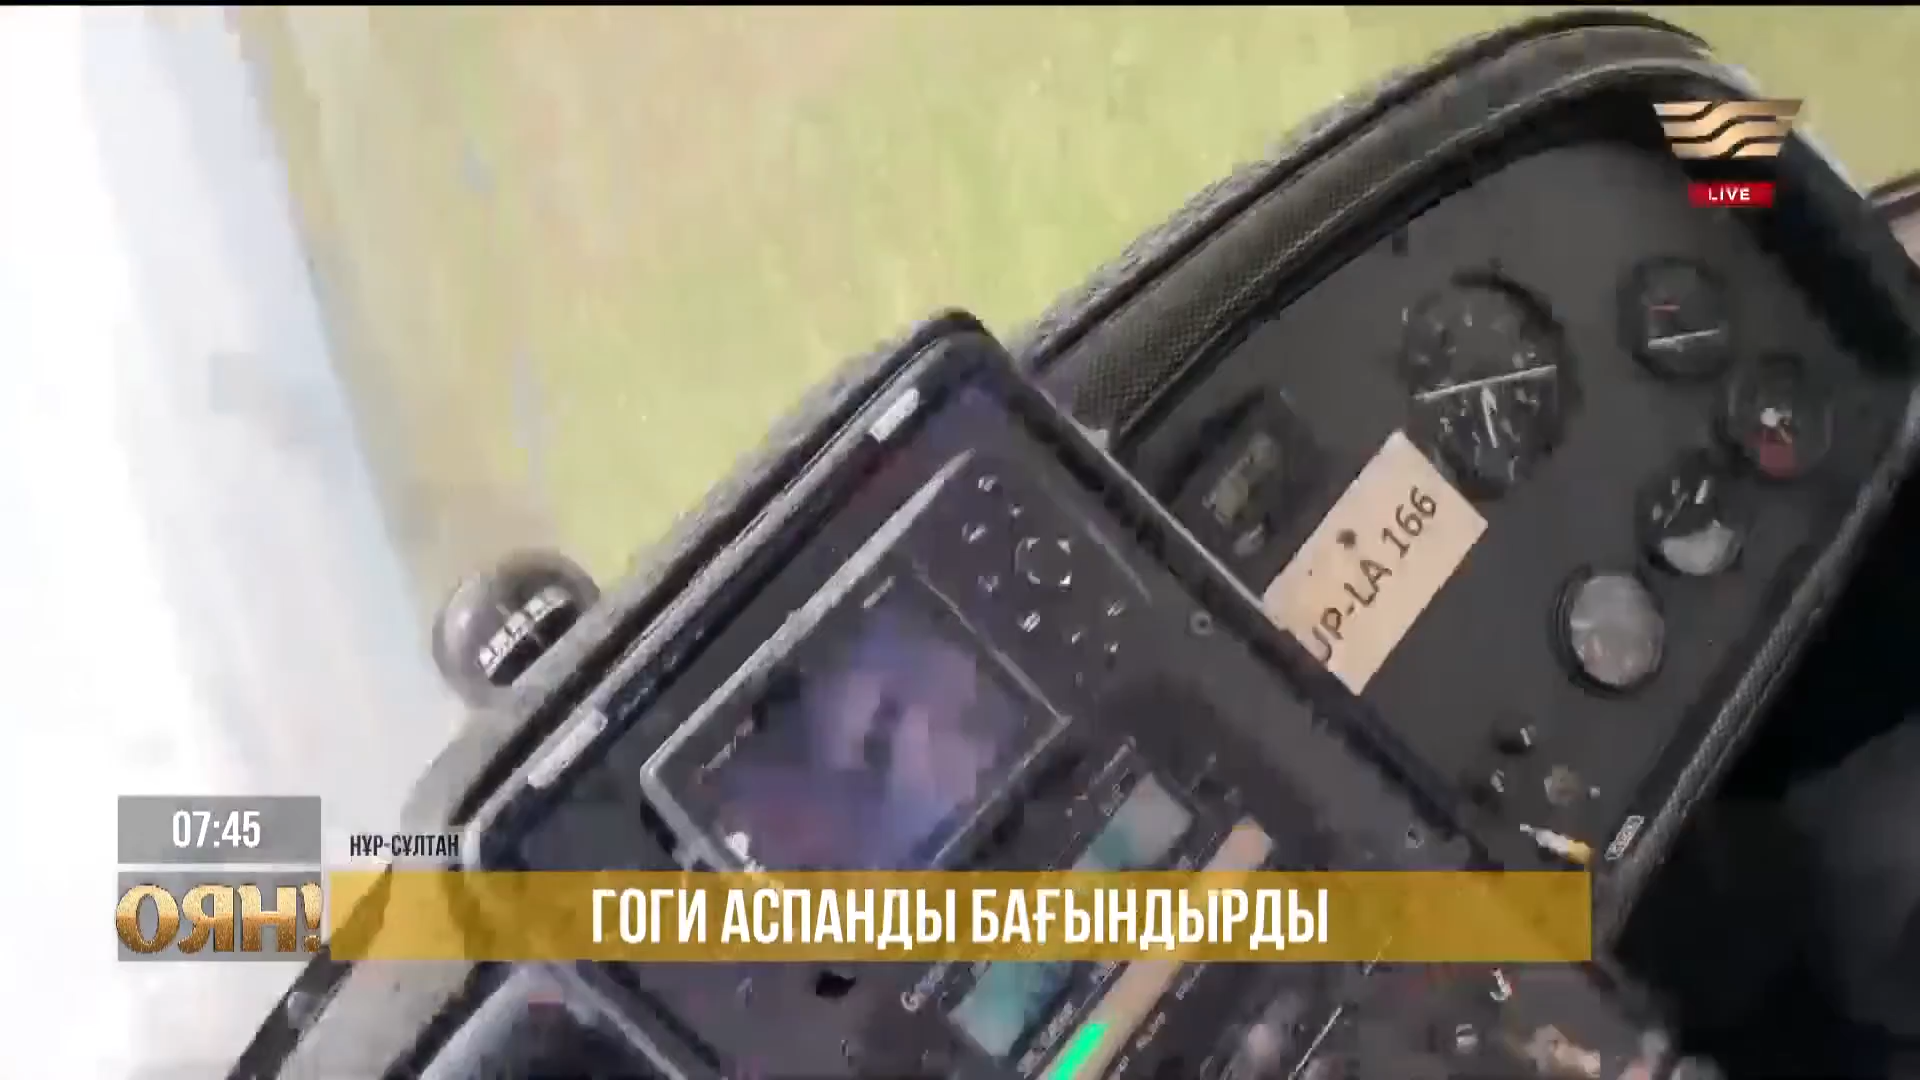 LIVE
UP-LA 166
07:45
НҰР-СҰЛТАН
ОЯН!
ГОГИ АСПАНДЫ БАҒЫНДЫРДЫ